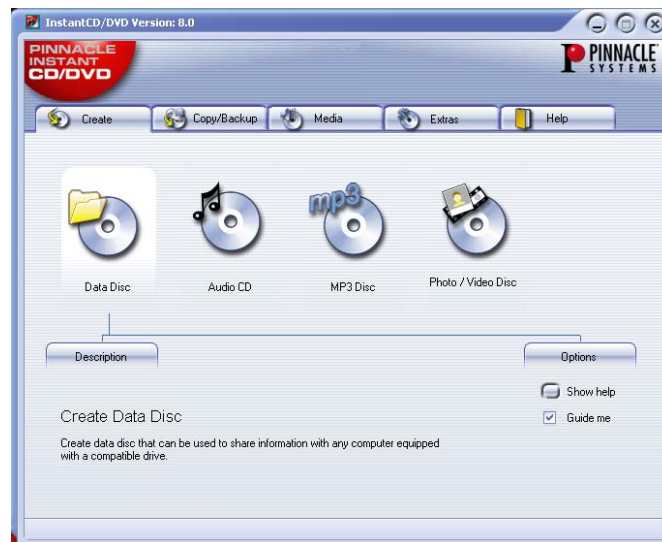 InstantCD/DVD Version: 8.0
PINNACLE
INSTANT
CD/DVD
PINNACLE
SYSTEMS
Create
Copy/Backup
Media
Extras
Help
mp3
Data Disc
Audio CD
MP3 Disc
Photo / Video Disc
Description
Options
Show help
Guide me
Create Data Disc
Create data disc that can be used to share information with any computer equipped
with a compatible drive.